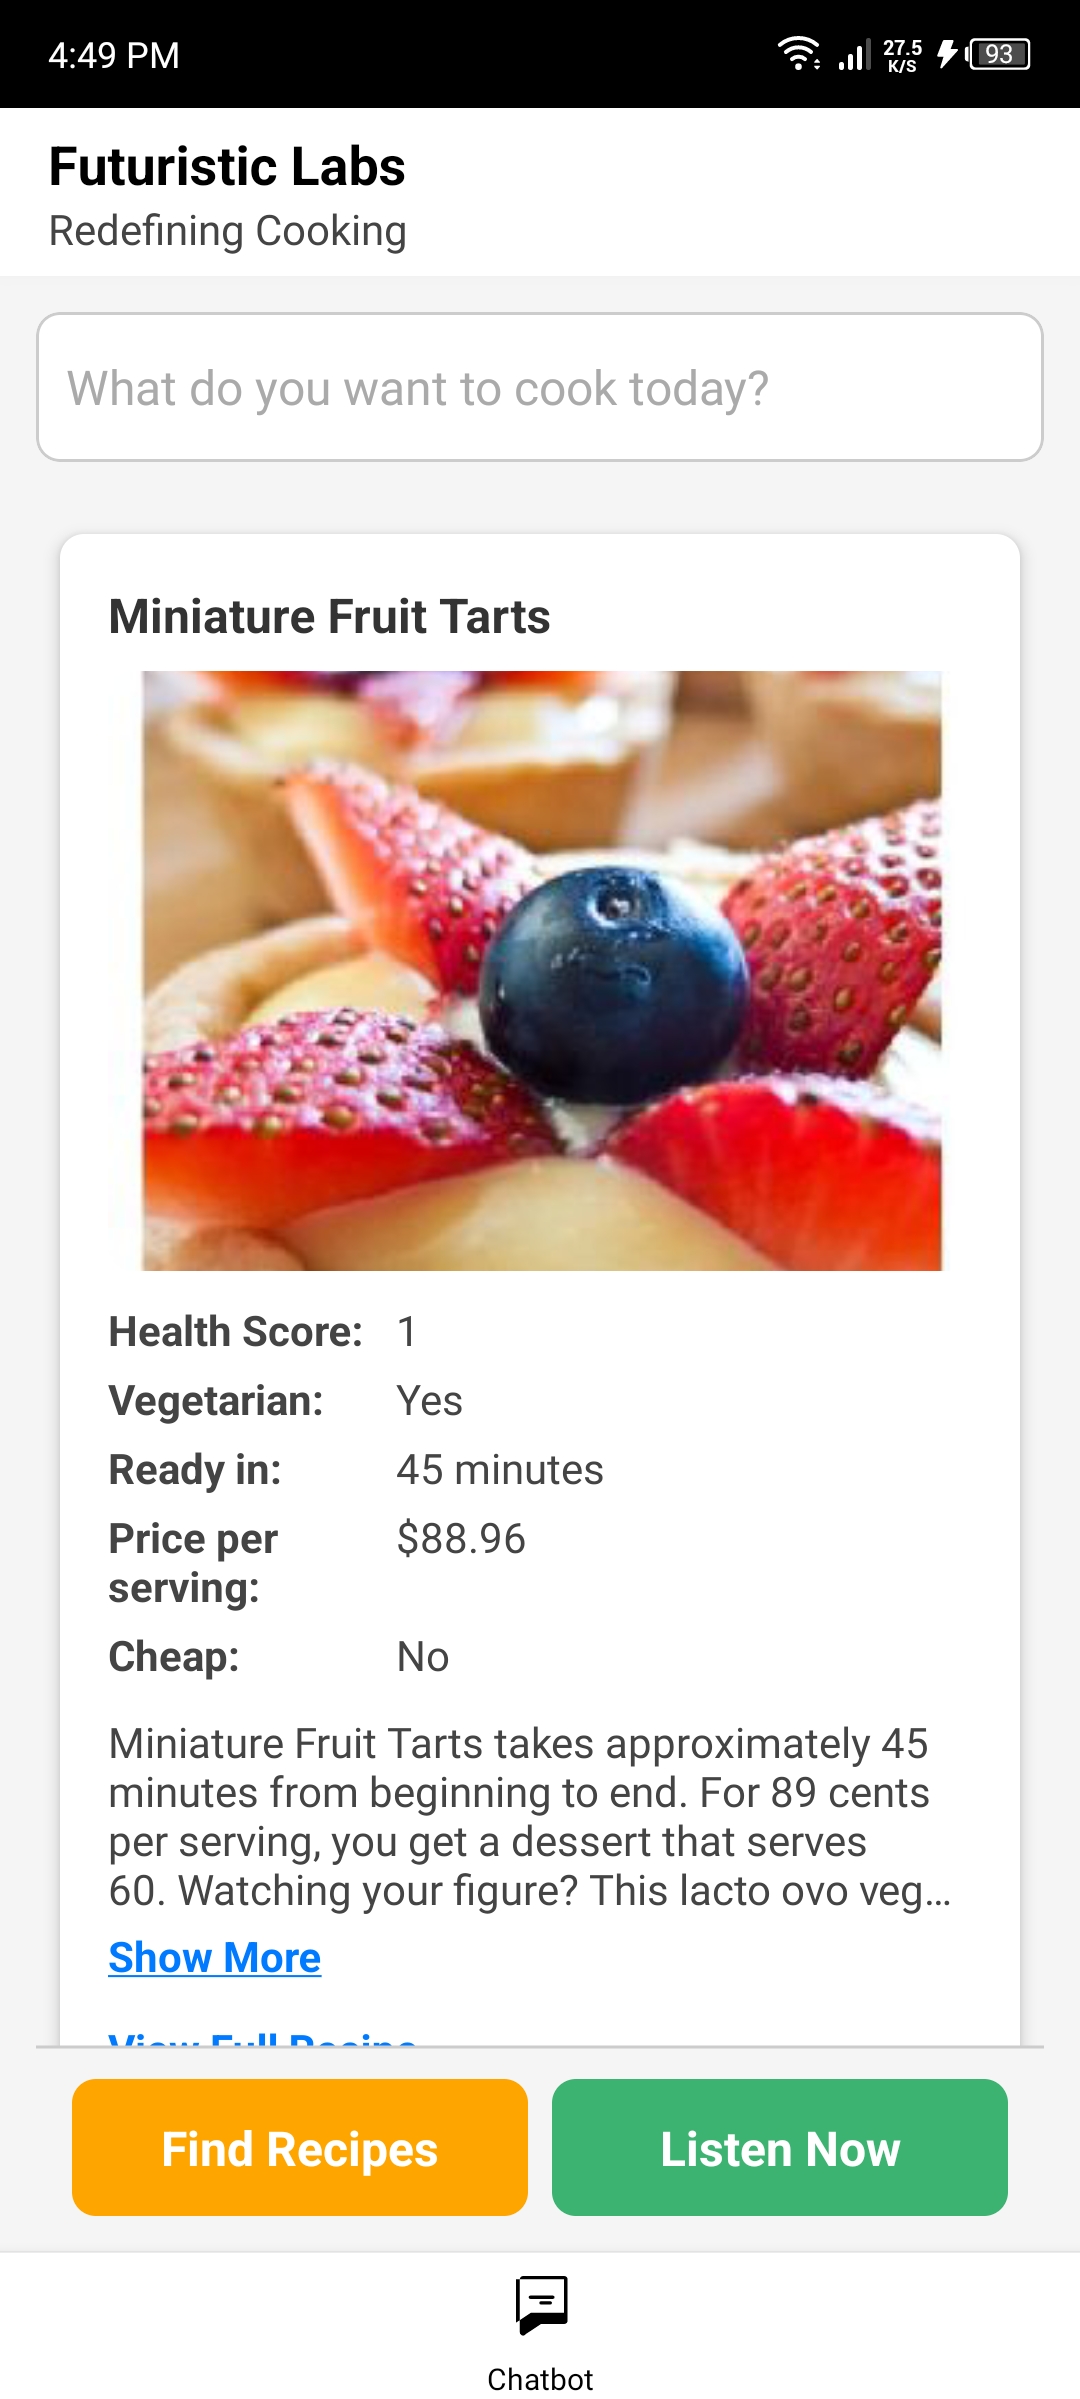 4:49 PM
27.5
K/S
93
Futuristic Labs
Redefining Cooking
What do you want to cook today?
Miniature Fruit Tarts
Health Score: 1
Vegetarian: Yes
Ready in: 45 minutes
Price per serving: $88.96
Cheap: No
Miniature Fruit Tarts takes approximately 45
minutes from beginning to end. For 89 cents
per serving, you get a dessert that serves
60. Watching your figure? This lacto ovo veg...
Show More
View Full Recipe
Find Recipes
Listen Now
Chatbot